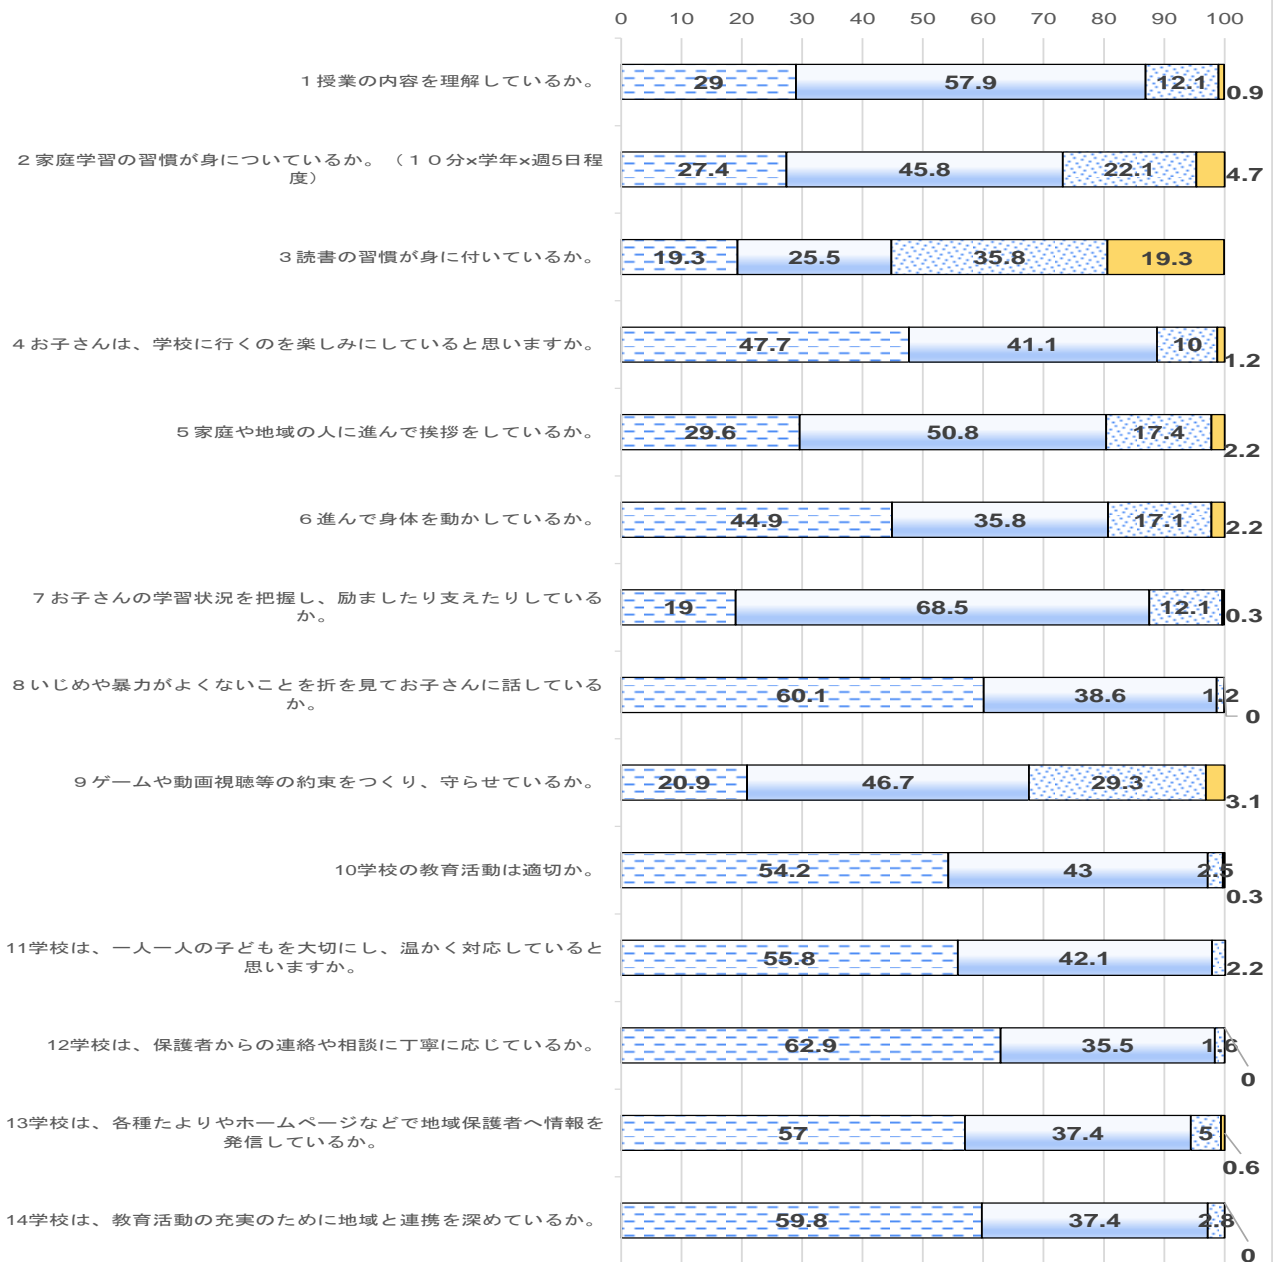 0 10 20 30 40 50 60 70 80 90 100
1授業の内容を理解しているか。
29 57.9 12.1 0.9
2家庭学習の習慣が身についているか。（１０分×学年×週5日程
度）
27.4 45.8 22.1 4.7
3読書の習慣が身に付いているか。
19.3 25.5 35.8 19.3
4お子さんは、学校に行くのを楽しみにしていると思いますか。
47.7 41.1 10 1.2
5家庭や地域の人に進んで挨拶をしているか。
29.6 50.8 17.4 2.2
6進んで身体を動かしているか。
44.9 35.8 17.1 2.2
7お子さんの学習状況を把握し、励ましたり支えたりしている
か。
19 68.5 12.1 0.3
8いじめや暴力がよくないことを折を見てお子さんに話している
か。
60.1 38.6 1.2 0
9ゲームや動画視聴等の約束をつくり、守らせているか。
20.9 46.7 29.3 3.1
10学校の教育活動は適切か。
54.2 43 2.5 0.3
11学校は、一人一人の子どもを大切にし、温かく対応していると
思いますか。
55.8 42.1 2.2
12学校は、保護者からの連絡や相談に丁寧に応じているか。
62.9 35.5 1.6 0
13学校は、各種たよりやホームページなどで地域保護者へ情報を
発信しているか。
57 37.4 5 0.6
14学校は、教育活動の充実のために地域と連携を深めているか。
59.8 37.4 2.8 0